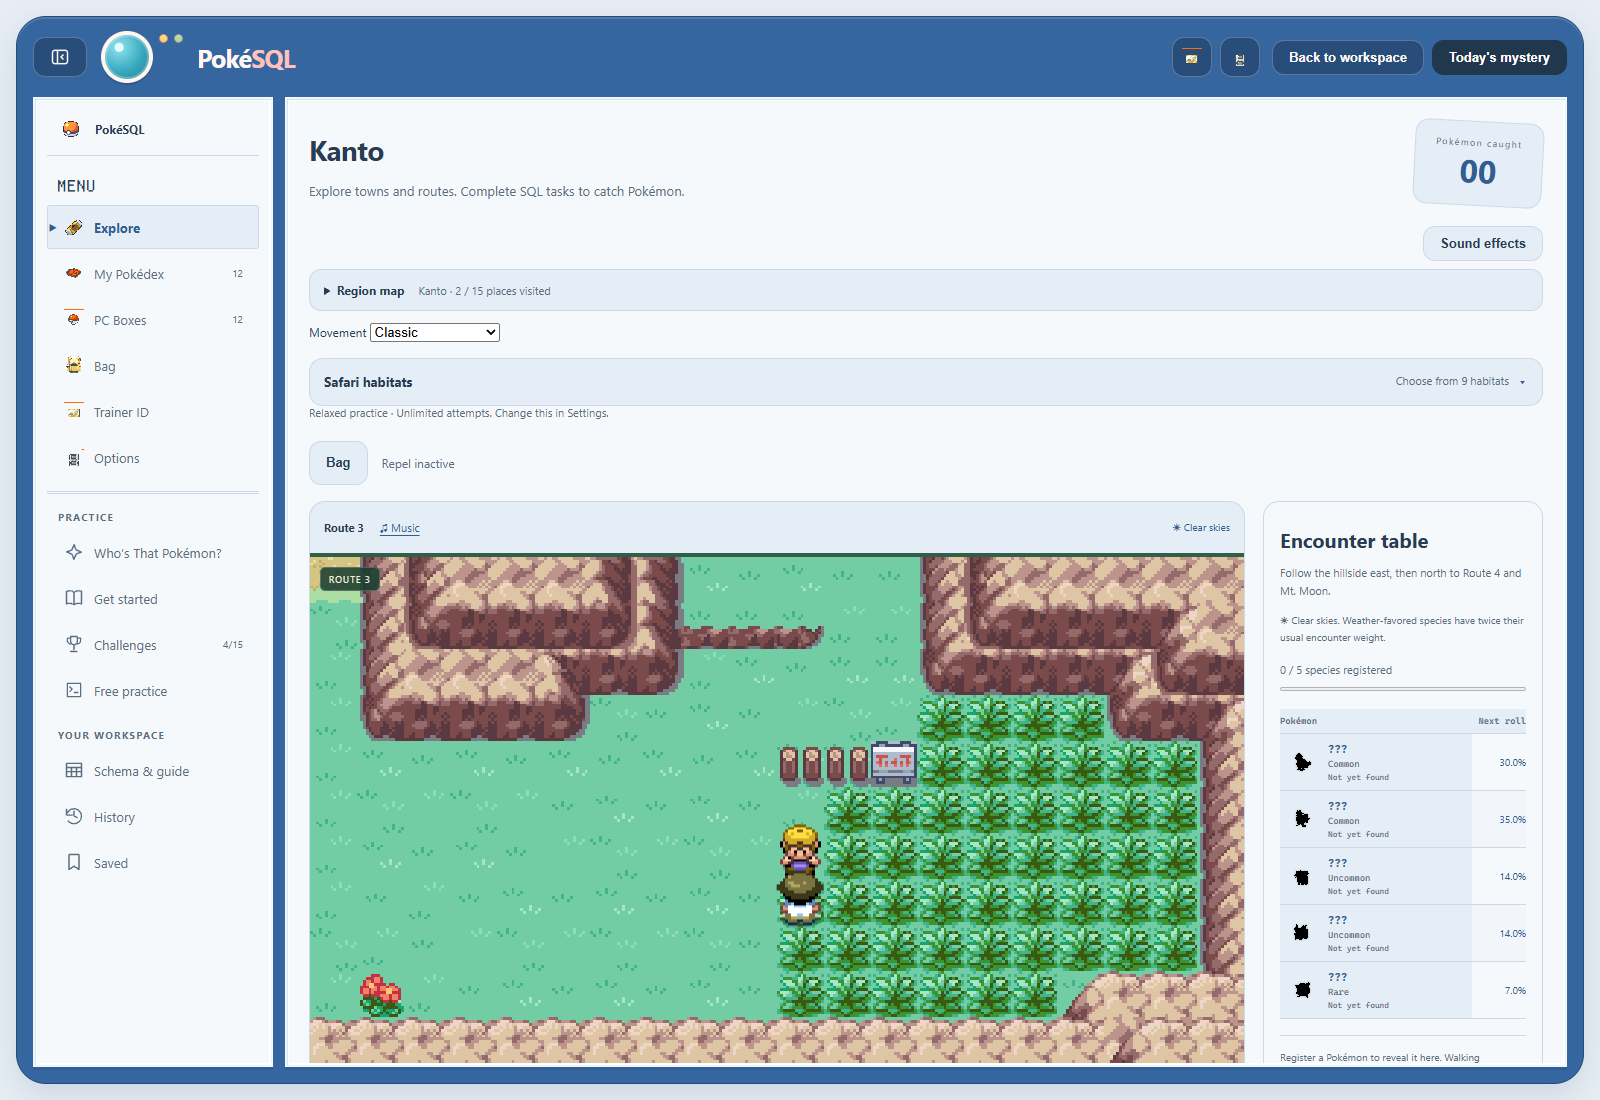 PokéSQL
Back to workspace
Today's mystery
PokéSQL
MENU
Explore
My Pokédex 12
PC Boxes 12
Bag
Trainer ID
Options
PRACTICE
Who's That Pokémon?
Get started
Challenges 4/15
Free practice
YOUR WORKSPACE
Schema & guide
History
Saved
Kanto
Explore towns and routes. Complete SQL tasks to catch Pokémon.
Pokémon caught
00
Sound effects
Region map Kanto · 2 / 15 places visited
Movement Classic
Safari habitats Choose from 9 habitats
Relaxed practice · Unlimited attempts. Change this in Settings.
Bag Repel inactive
Route 3 ♫ Music ☀ Clear skies
ROUTE 3
Encounter table
Follow the hillside east, then north to Route 4 and
Mt. Moon.
☀ Clear skies. Weather-favored species have twice their
usual encounter weight.
0 / 5 species registered
Pokémon Next roll
???
Common 30.0%
Not yet found
???
Common 35.0%
Not yet found
???
Uncommon 14.0%
Not yet found
???
Uncommon 14.0%
Not yet found
???
Rare 7.0%
Not yet found
Register a Pokémon to reveal it here. Walking